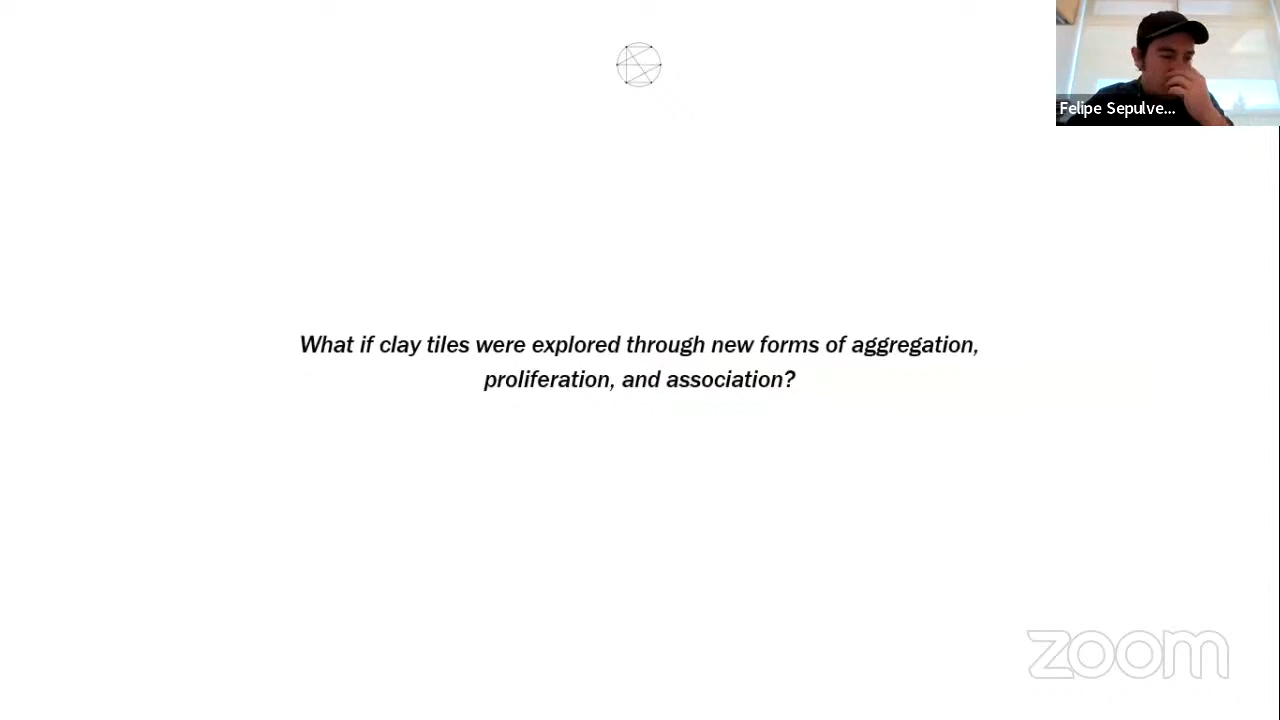 Felipe Sepulve...
What if clay tiles were explored through new forms of aggregation,
proliferation, and association?
zoom